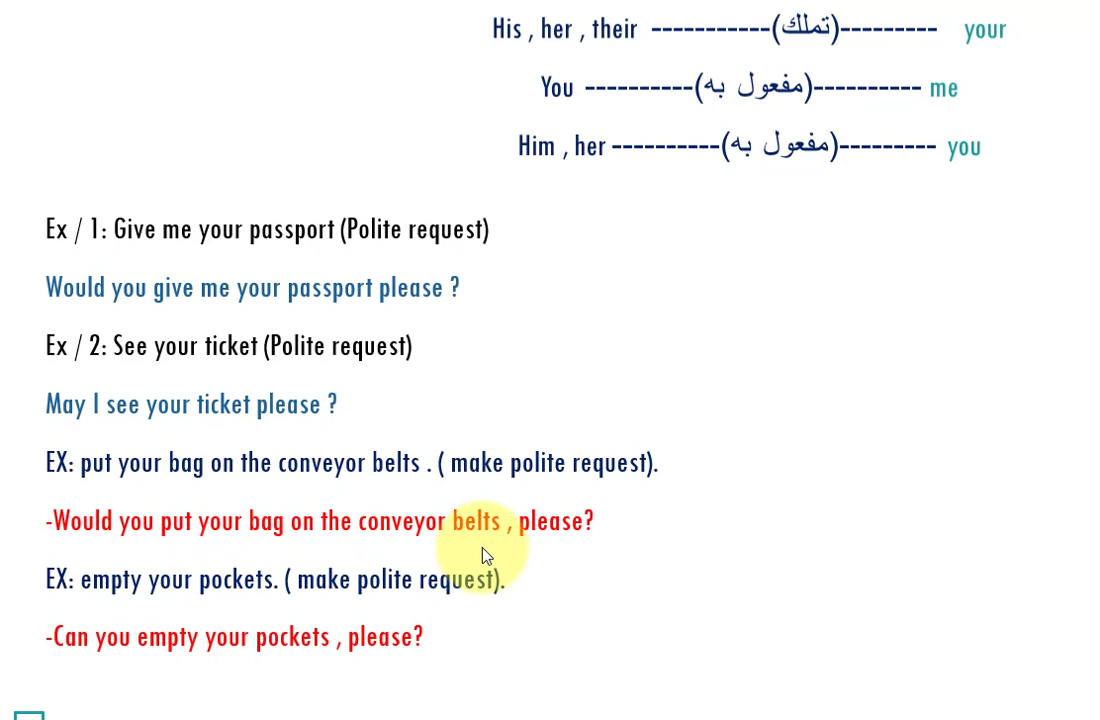 His , her , their -----------(تملك)--------- your
You ----------(مفعول به)---------- me
Him , her ----------(مفعول به)--------- you
Ex / 1: Give me your passport (Polite request)
Would you give me your passport please ?
Ex / 2: See your ticket (Polite request)
May I see your ticket please ?
EX: put your bag on the conveyor belts . ( make polite request).
-Would you put your bag on the conveyor belts , please?
EX: empty your pockets. ( make polite request).
-Can you empty your pockets , please?